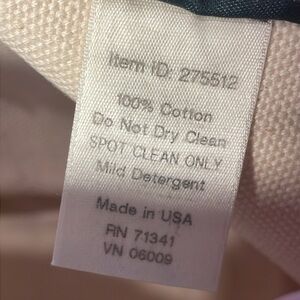 Item ID: 275512
100% Cotton
Do Not Dry Clean
SPOT CLEAN ONLY
Mild Detergent
Made in USA
RN 71341
VN 06009